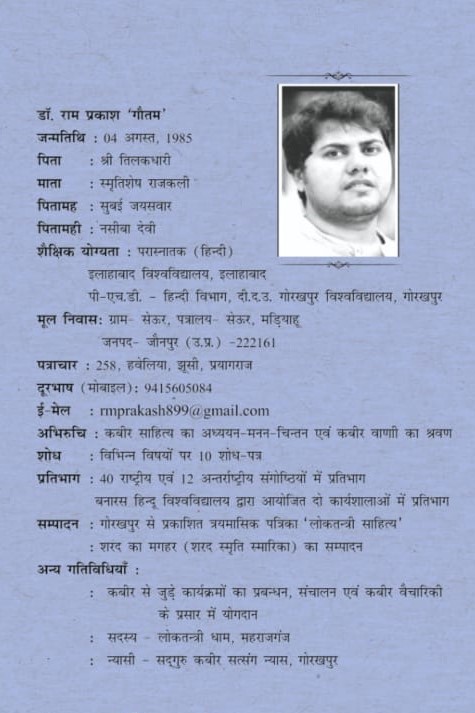 डॉ. राम प्रकाश 'गौतम'
जन्मतिथि : 04 अगस्त, 1985
पिता : श्री तिलकधारी
माता : स्मृतिशेष राजकली
पितामह : सुबई जयसवार
पितामही : नसीबा देवी
शैक्षिक योग्यता : परास्नातक (हिन्दी)
इलाहाबाद विश्वविद्यालय, इलाहाबाद
पी-एच.डी. - हिन्दी विभाग, दी.द.उ. गोरखपुर विश्वविद्यालय, गोरखपुर
मूल निवास: ग्राम- सेऊर, पत्रालय- सेऊर, मड़ियाहू
जनपद- जौनपुर (उ.प्र.) -222161
पत्राचार : 258, हवेलिया, झूसी, प्रयागराज
दूरभाष (मोबाइल): 9415605084
ई-मेल : rmprakash899@gmail.com
अभिरुचि : कबीर साहित्य का अध्ययन-मनन-चिन्तन एवं कबीर वाणी का श्रवण
शोध : विभिन्न विषयों पर 10 शोध-पत्र
प्रतिभाग : 40 राष्ट्रीय एवं 12 अन्तर्राष्ट्रीय संगोष्ठियों में प्रतिभाग
बनारस हिन्दू विश्वविद्यालय द्वारा आयोजित दो कार्यशालाओं में प्रतिभाग
सम्पादन : गोरखपुर से प्रकाशित त्रयमासिक पत्रिका 'लोकतन्त्री साहित्य'
: शरद का मगहर (शरद स्मृति स्मारिका) का सम्पादन
अन्य गतिविधियाँ :
: कबीर से जुड़े कार्यक्रमों का प्रबन्धन, संचालन एवं कबीर वैचारिकी
के प्रसार में योगदान
: सदस्य - लोकतन्त्री धाम, महराजगंज
: न्यासी - सद्‌गुरु कबीर सत्संग न्यास, गोरखपुर